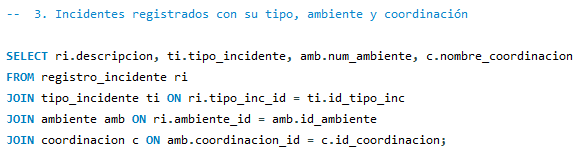 -- 3. Incidentes registrados con su tipo, ambiente y coordinación
SELECT ri.descripcion, ti.tipo_incidente, amb.num_ambiente, c.nombre_coordinacion
FROM registro_incidente ri
JOIN tipo_incidente ti ON ri.tipo_inc_id = ti.id_tipo_inc
JOIN ambiente amb ON ri.ambiente_id = amb.id_ambiente
JOIN coordinacion c ON amb.coordinacion_id = c.id_coordinacion;